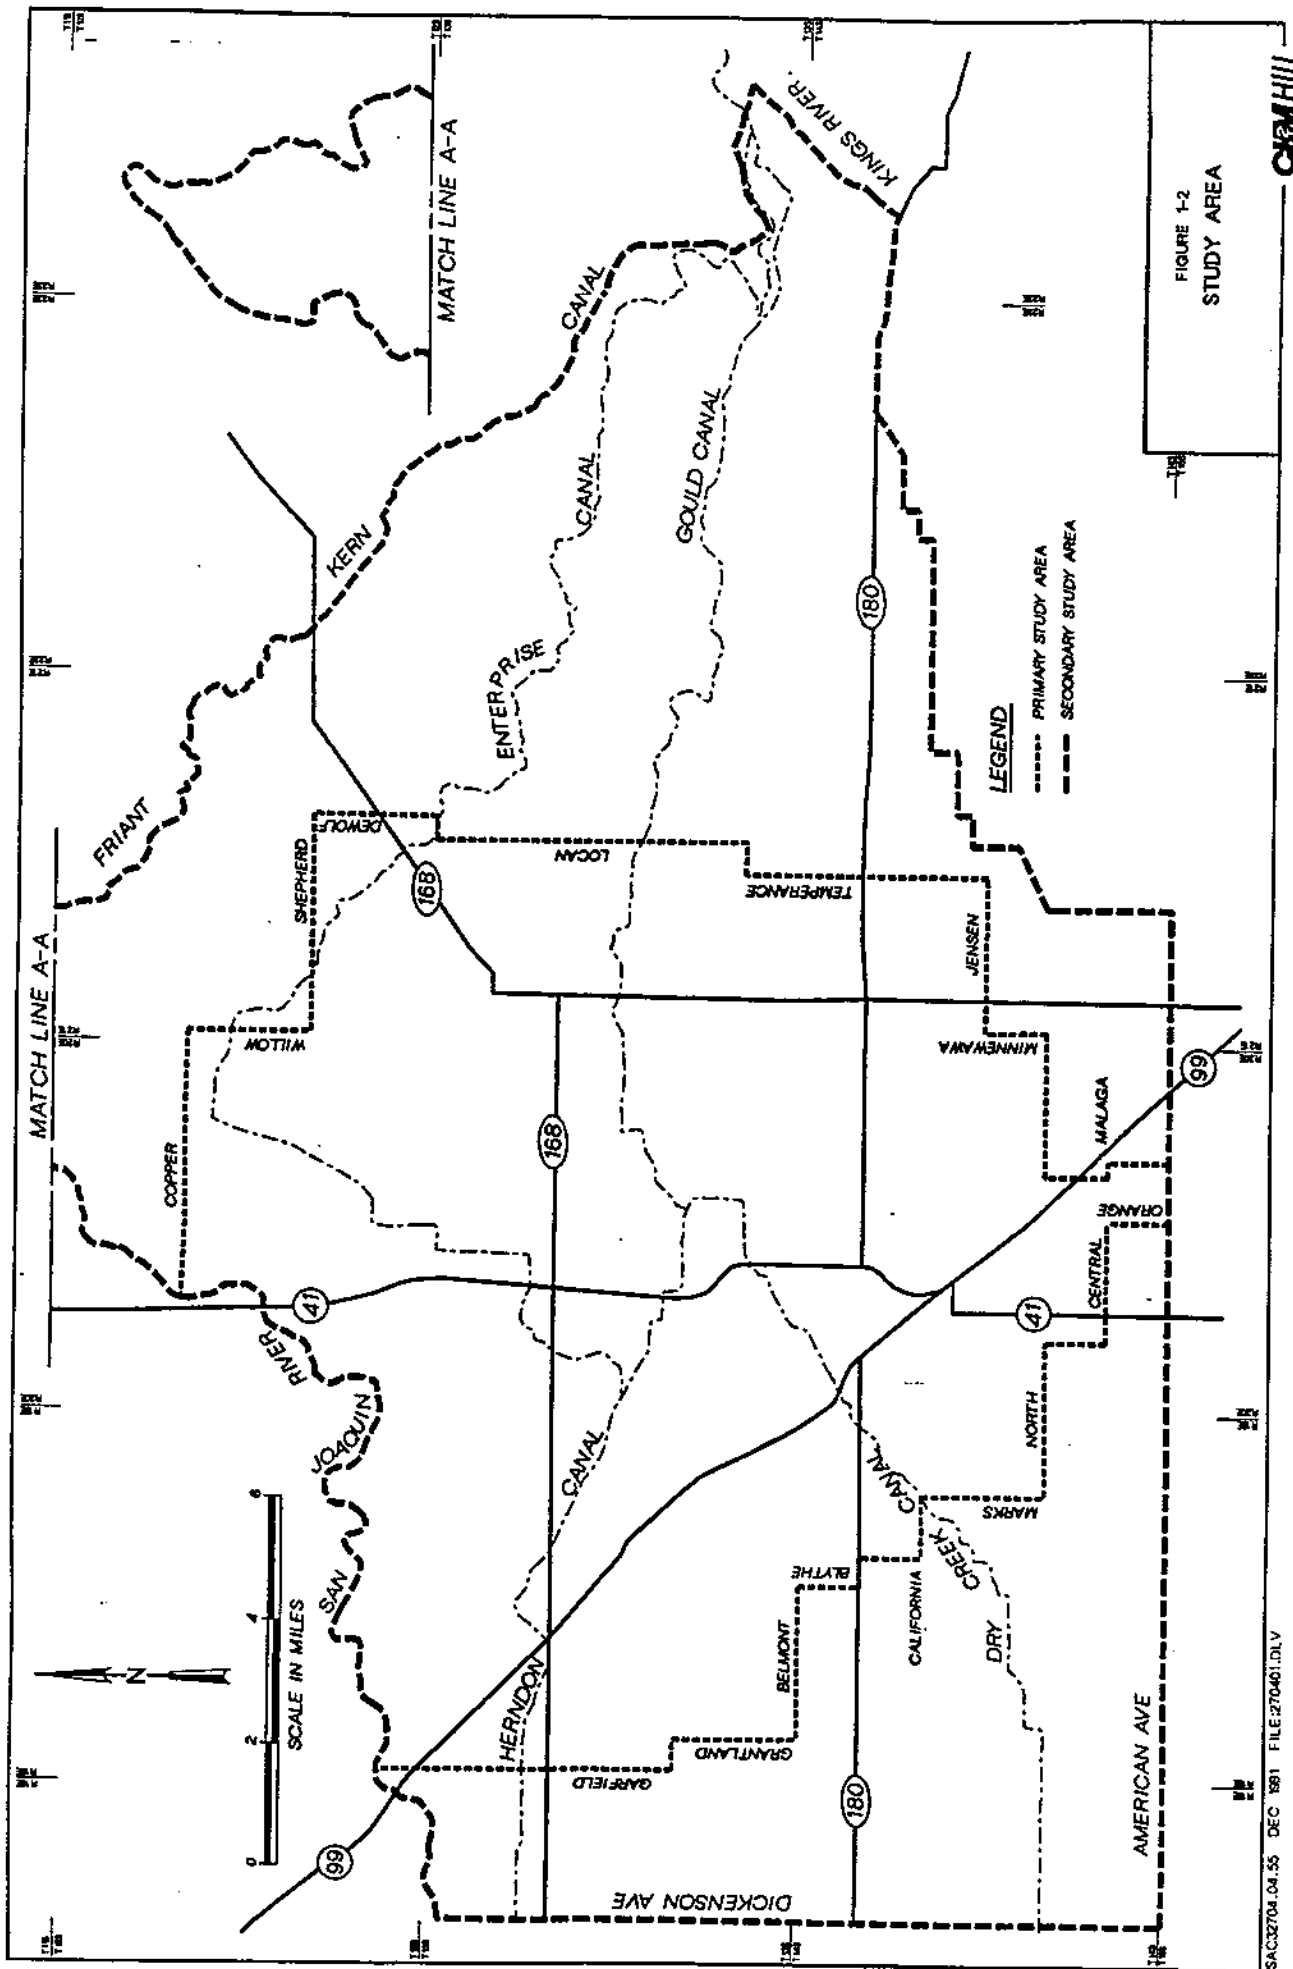 MATCH LINE A-A
MATCH LINE A-A
FRIANT
KERN
CANAL
KINGS RIVER
ENTERPRISE
CANAL
GOULD CANAL
COPPER
WILLOW
SHEPHERD
DEWOLF
LOCAN
TEMPERANCE
JENSEN
MINNEWAWA
MALAGA
ORANGE
CENTRAL
NORTH
MARKS
CALIFORNIA
BLYTHE
BELMONT
GRANTLAND
GARFIELD
SAN
JOAQUIN
RIVER
HERNDON
CANAL
DRY
CREEK
CANAL
DICKENSON AVE
AMERICAN AVE
99
41
168
168
180
180
41
99
N
0
2
4
6
SCALE IN MILES
LEGEND
PRIMARY STUDY AREA
SECONDARY STUDY AREA
FIGURE 1-2
STUDY AREA
CH2M HILL
SAC32704.04.55 DEC 1991 FILE:270401.DLV